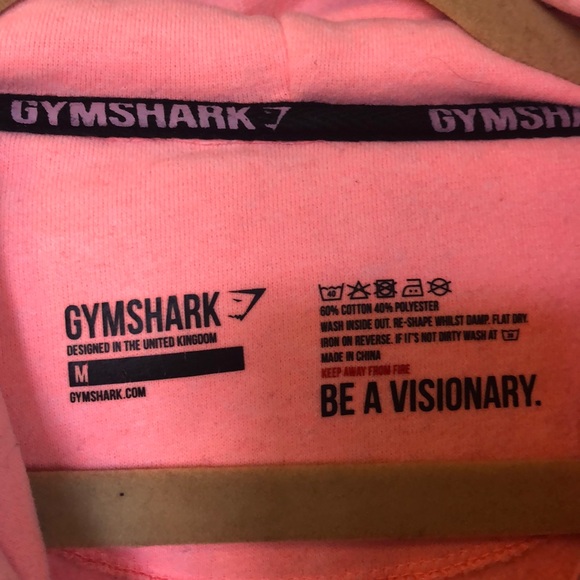 GYMSHARK GYMSHA
GYMSHARK
DESIGNED IN THE UNITED KINGDOM
M
GYMSHARK.COM
40
60% COTTON 40% POLYESTER
WASH INSIDE OUT. RE-SHAPE WHILST DAMP. FLAT DRY.
IRON ON REVERSE. IF IT'S NOT DIRTY WASH AT
MADE IN CHINA
KEEP AWAY FROM FIRE
BE A VISIONARY.